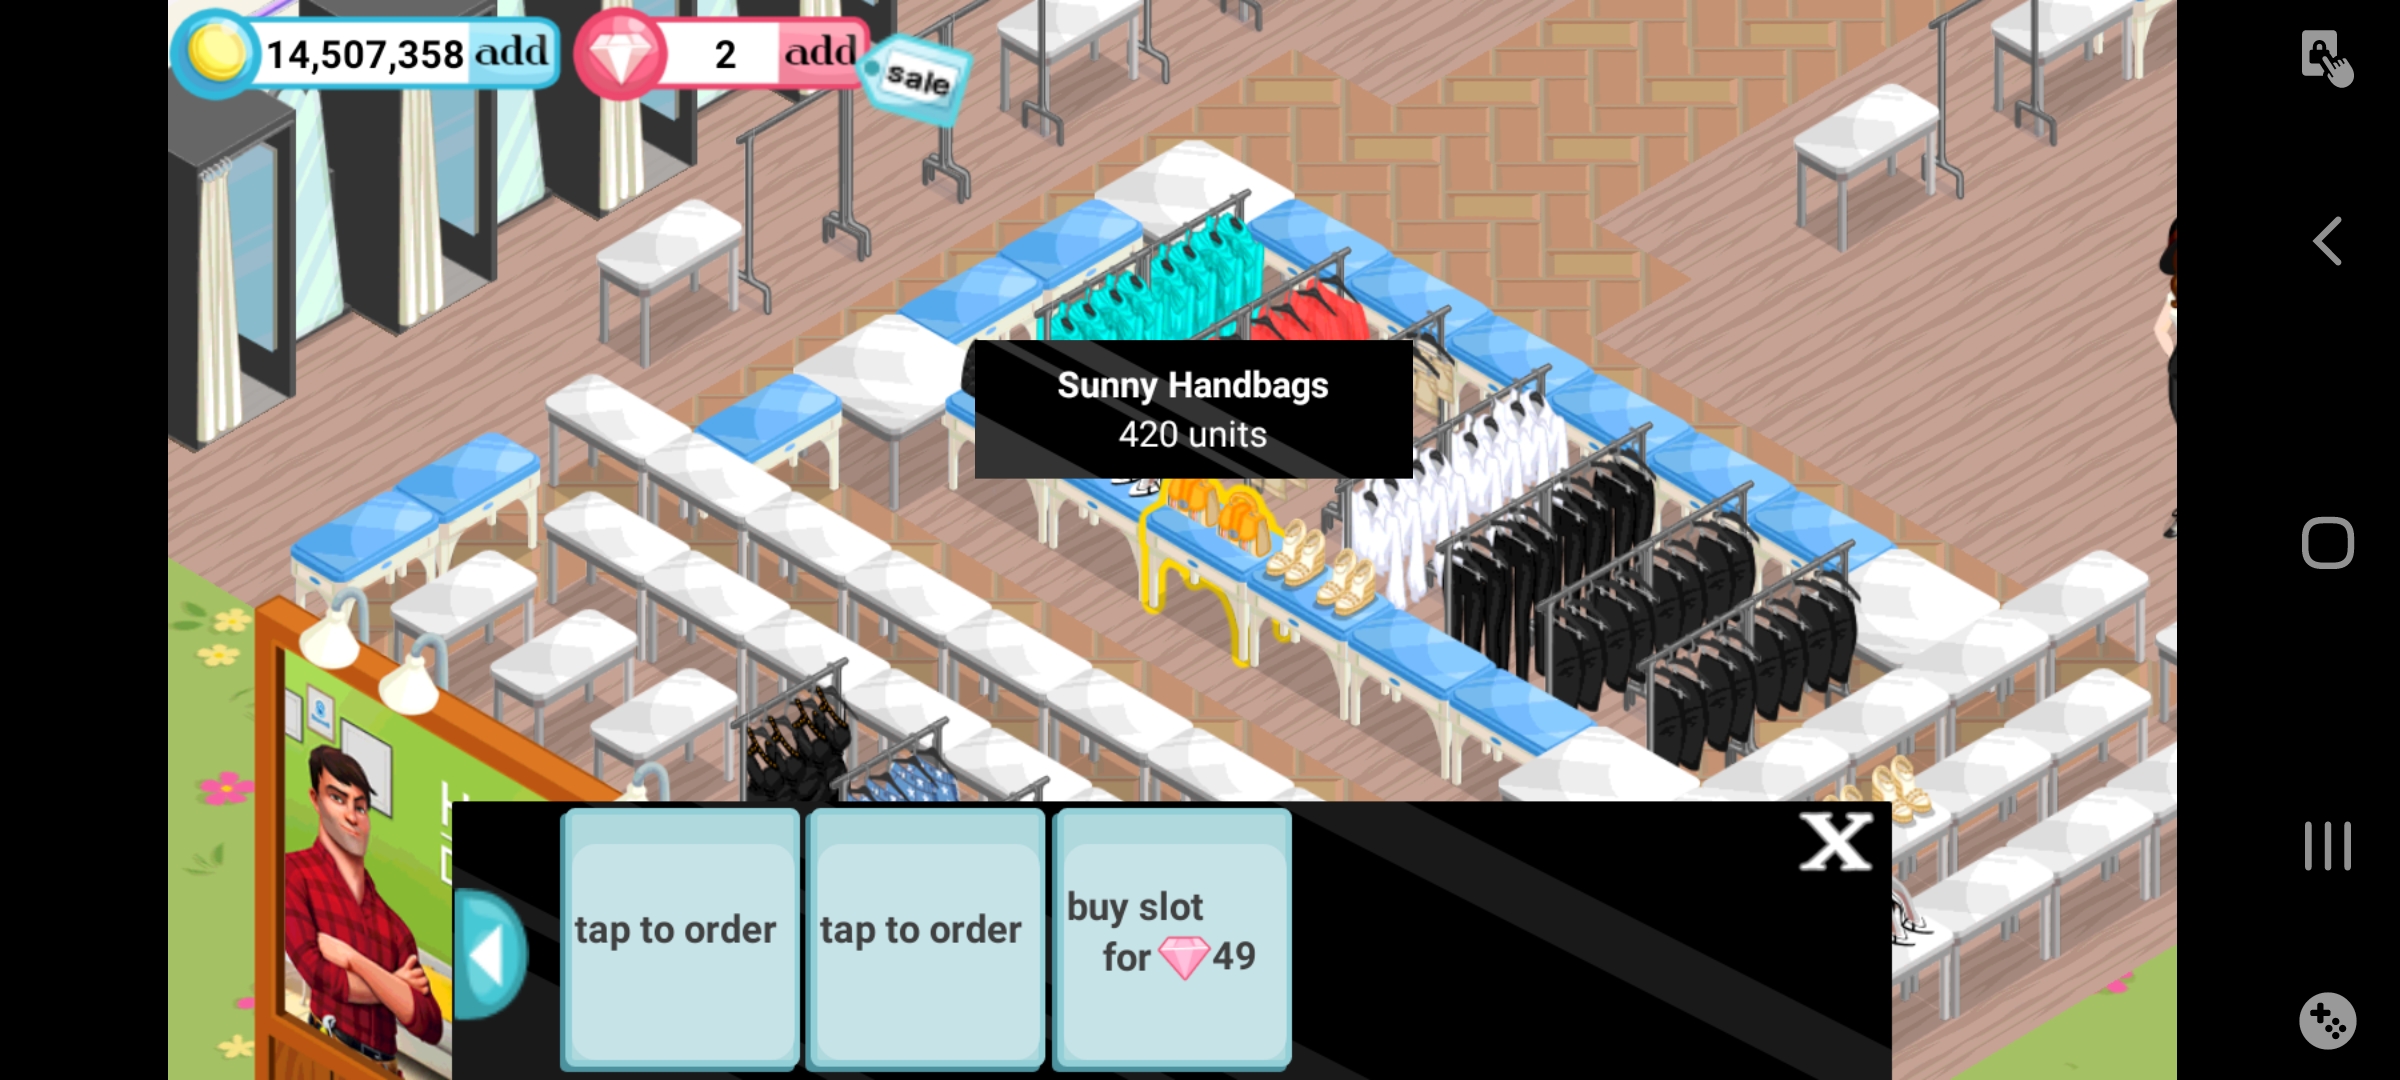 14,507,358 add
2 add
sale
Sunny Handbags
420 units
tap to order
tap to order
buy slot
for 49
X